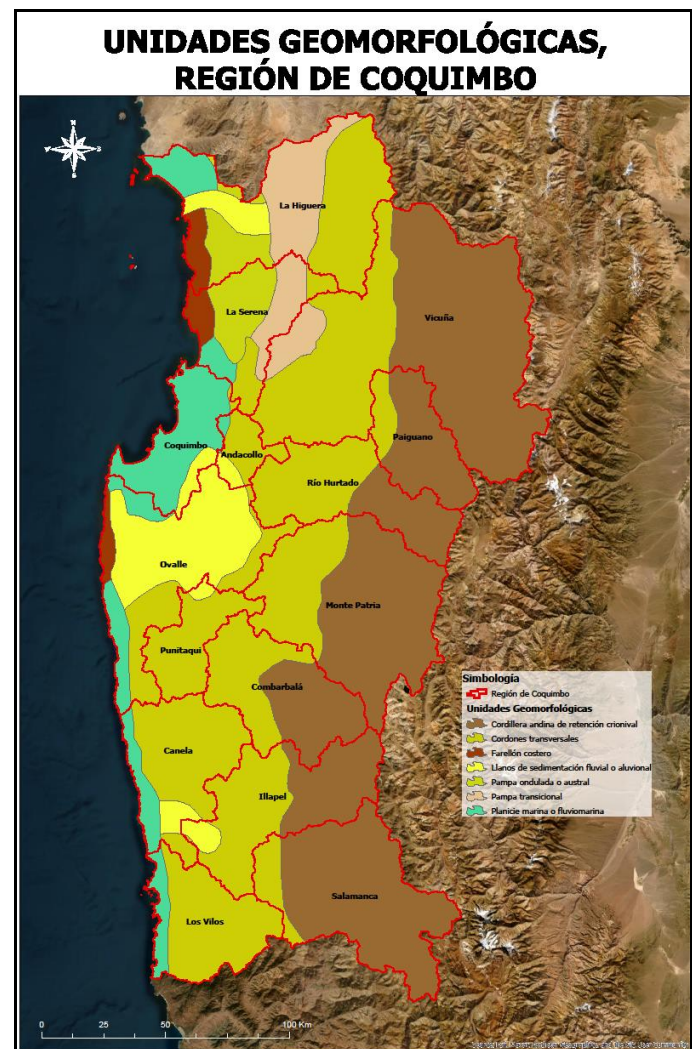 UNIDADES GEOMORFOLÓGICAS,
REGIÓN DE COQUIMBO
N
S
La Higuera
La Serena
Vicuña
Coquimbo
Andacollo
Paiguano
Río Hurtado
Ovalle
Monte Patria
Punitaqui
Combarbalá
Canela
Illapel
Salamanca
Los Vilos
Simbología
Región de Coquimbo
Unidades Geomorfológicas
Cordillera andina de retención crionival
Cordones transversales
Farellón costero
Llanos de sedimentación fluvial o aluvional
Pampa ondulada o austral
Pampa transicional
Planicie marina o fluviomarina
0 25 50 100 Km